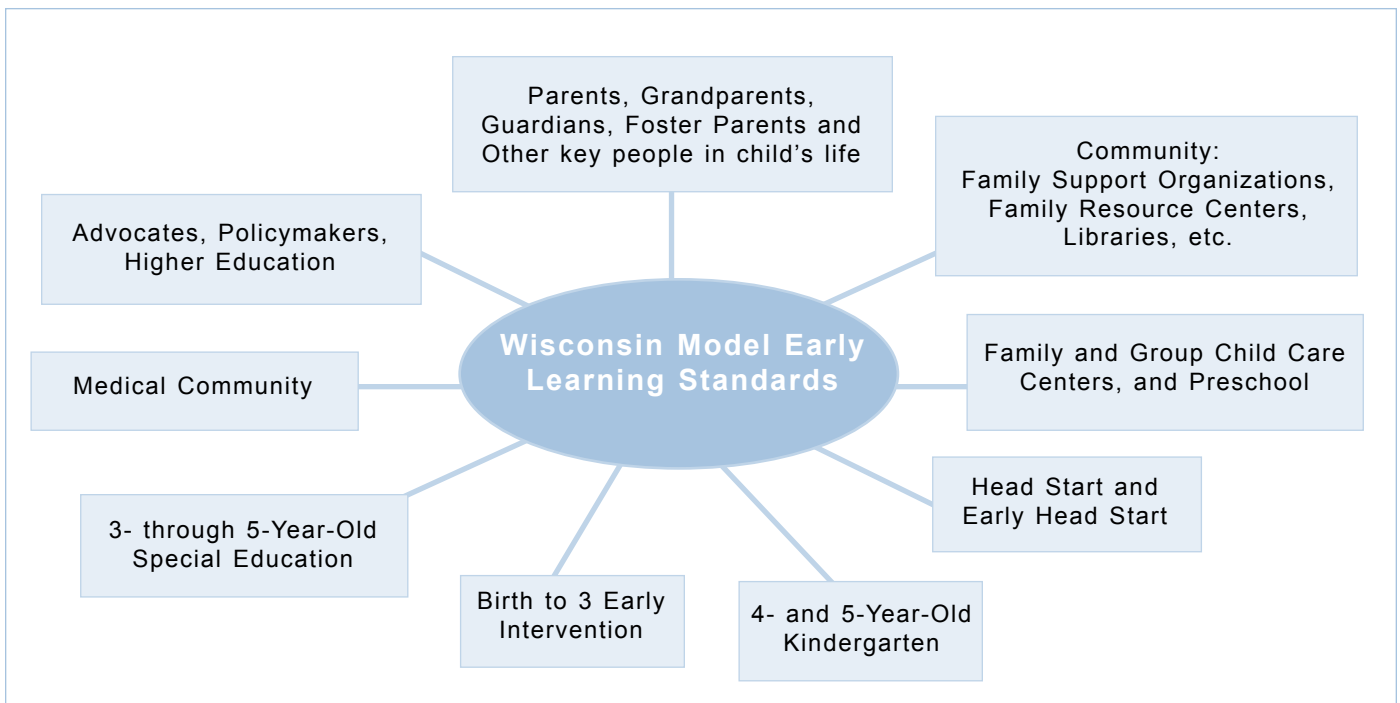 Parents, Grandparents,
Guardians, Foster Parents and
Other key people in child's life
Community:
Family Support Organizations,
Family Resource Centers,
Libraries, etc.
Advocates, Policymakers,
Higher Education
Wisconsin Model Early
Learning Standards
Family and Group Child Care
Centers, and Preschool
Medical Community
Head Start and
Early Head Start
3- through 5-Year-Old
Special Education
Birth to 3 Early
Intervention
4- and 5-Year-Old
Kindergarten